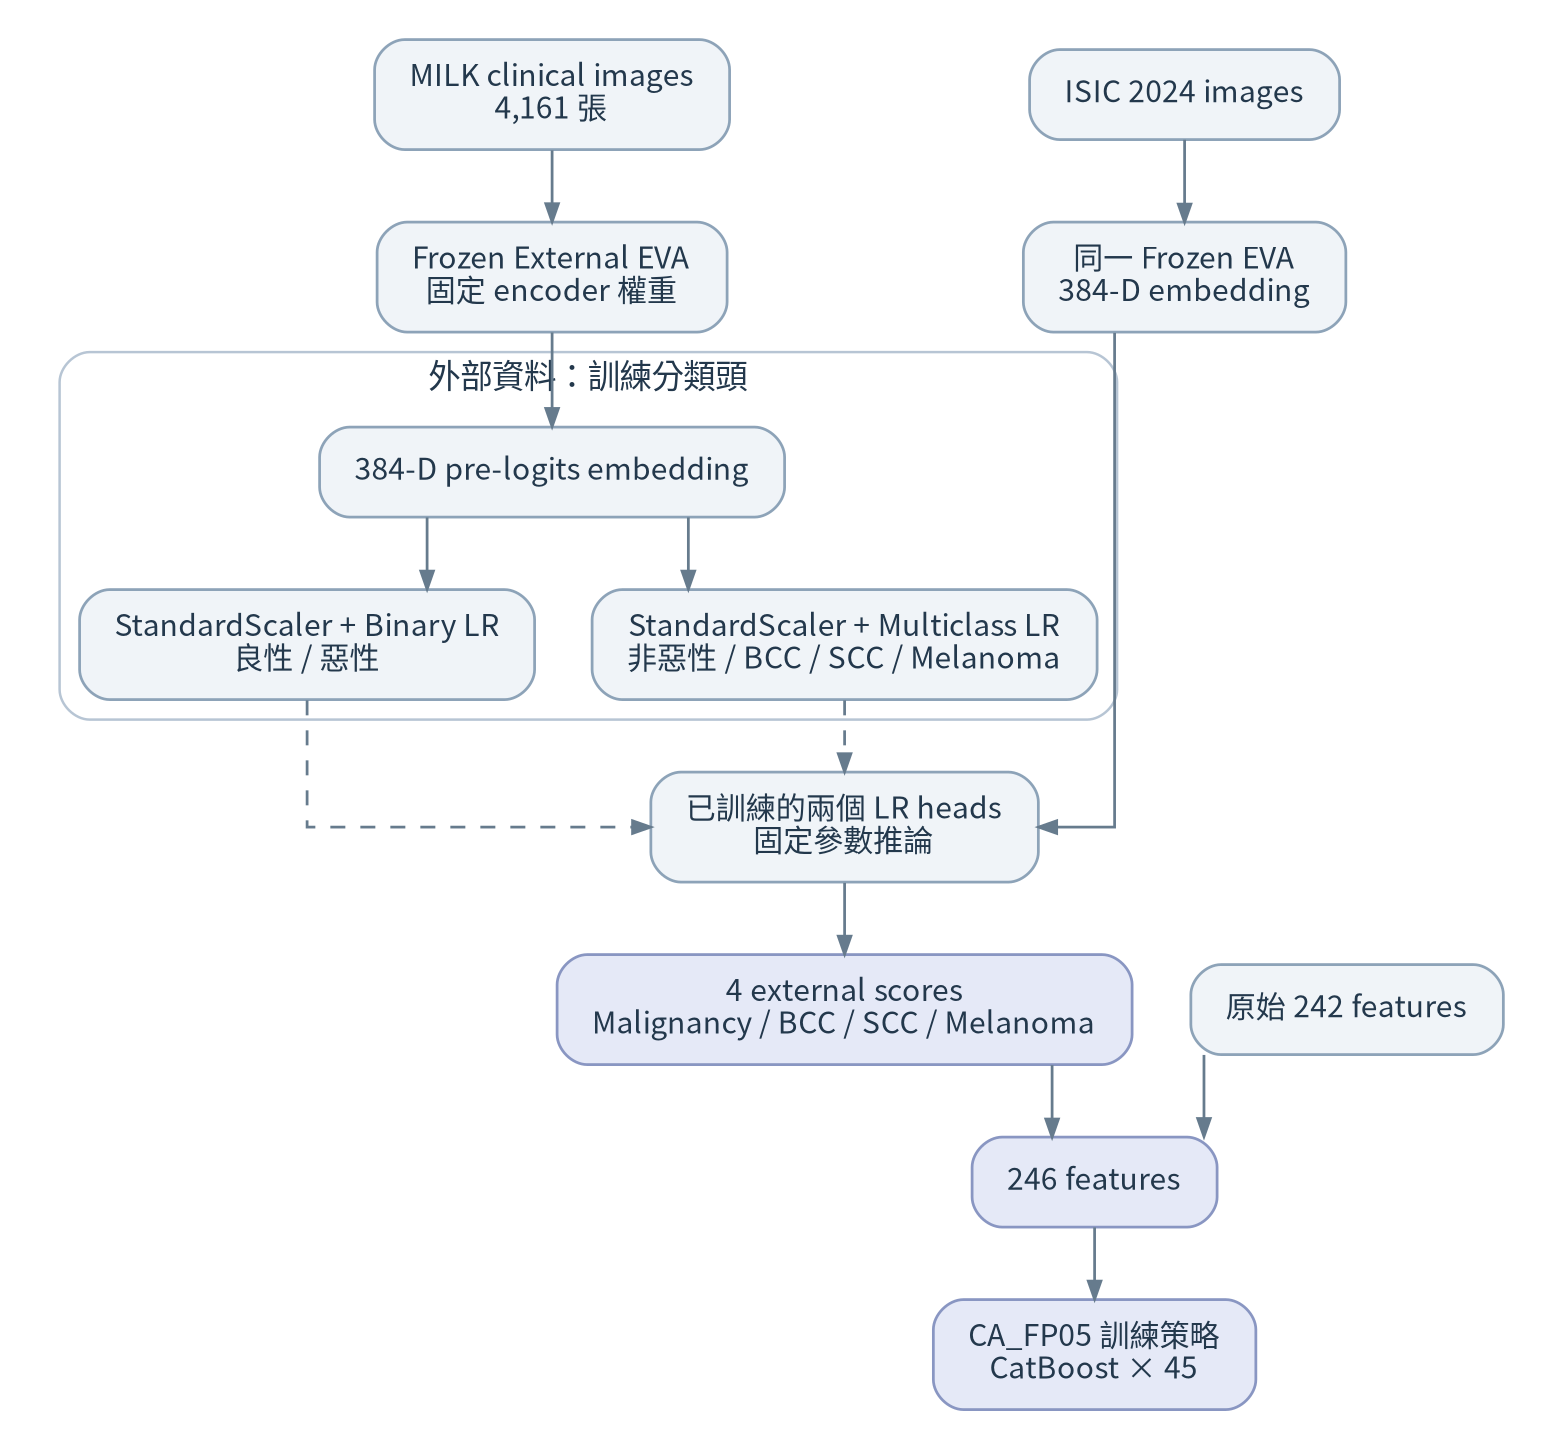 MILK clinical images
4,161 張
ISIC 2024 images
Frozen External EVA
固定 encoder 權重
同一 Frozen EVA
384-D embedding
外部資料：訓練分類頭
384-D pre-logits embedding
StandardScaler + Binary LR
良性 / 惡性
StandardScaler + Multiclass LR
非惡性 / BCC / SCC / Melanoma
已訓練的兩個 LR heads
固定參數推論
4 external scores
Malignancy / BCC / SCC / Melanoma
原始 242 features
246 features
CA_FP05 訓練策略
CatBoost × 45